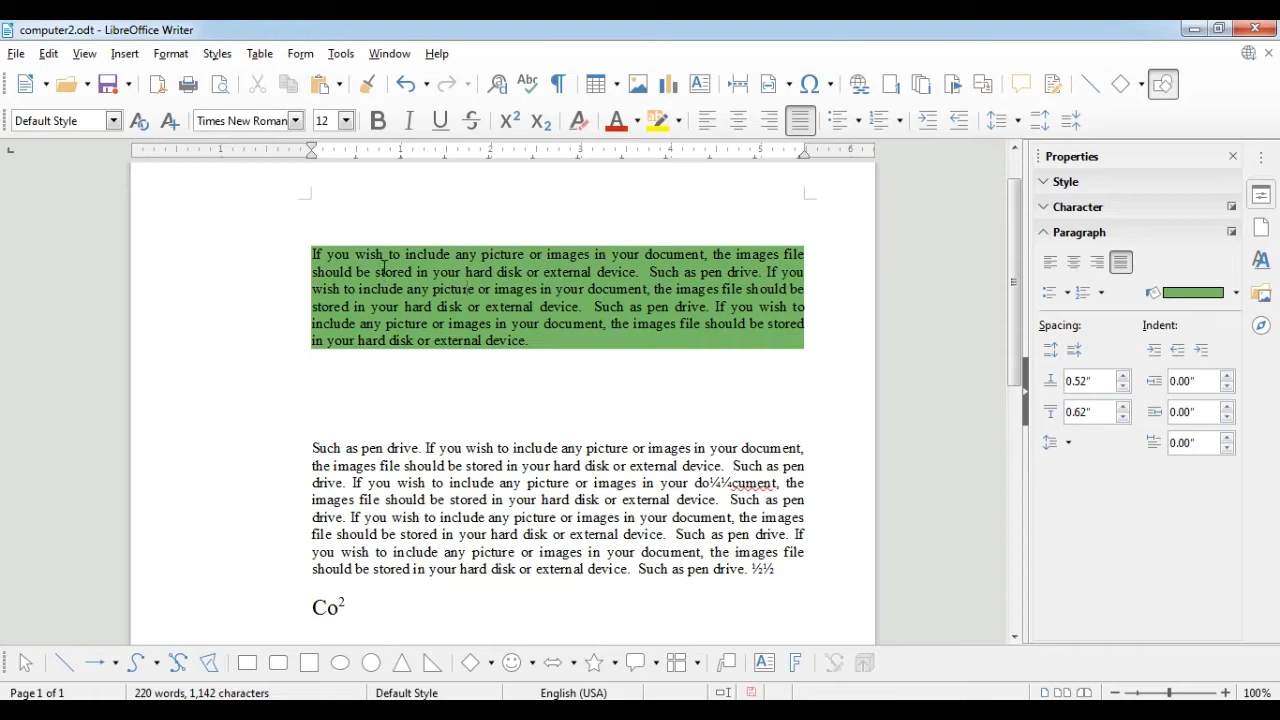 computer2.odt - LibreOffice Writer
File Edit View Insert Format Styles Table Form Tools Window Help
Default Style Times New Roman 12
1 1 2 3 4 5 6
Properties
Style
Character
Paragraph
Spacing: Indent:
0.52" 0.00"
0.62" 0.00"
0.00"
If you wish to include any picture or images in your document, the images file
should be stored in your hard disk or external device. Such as pen drive. If you
wish to include any picture or images in your document, the images file should be
stored in your hard disk or external device. Such as pen drive. If you wish to
include any picture or images in your document, the images file should be stored
in your hard disk or external device.
Such as pen drive. If you wish to include any picture or images in your document,
the images file should be stored in your hard disk or external device. Such as pen
drive. If you wish to include any picture or images in your do¼¼cument, the
images file should be stored in your hard disk or external device. Such as pen
drive. If you wish to include any picture or images in your document, the images
file should be stored in your hard disk or external device. Such as pen drive. If
you wish to include any picture or images in your document, the images file
should be stored in your hard disk or external device. Such as pen drive. ½½
Co²
Page 1 of 1 220 words, 1,142 characters Default Style English (USA) 100%